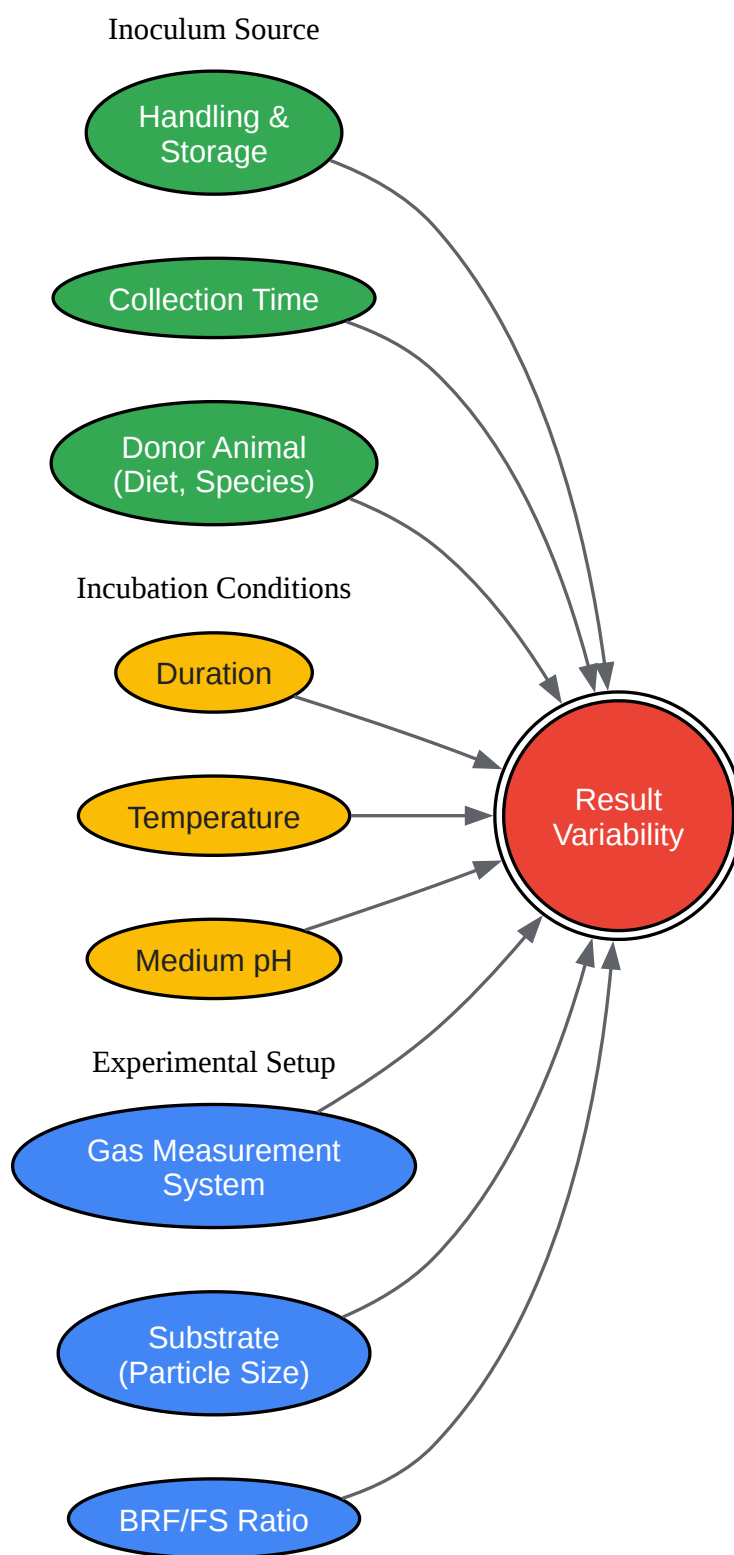 Inoculum Source
Handling &
Storage
Collection Time
Donor Animal
(Diet, Species)
Incubation Conditions
Duration
Temperature
Medium pH
Result
Variability
Experimental Setup
Gas Measurement
System
Substrate
(Particle Size)
BRF/FS Ratio